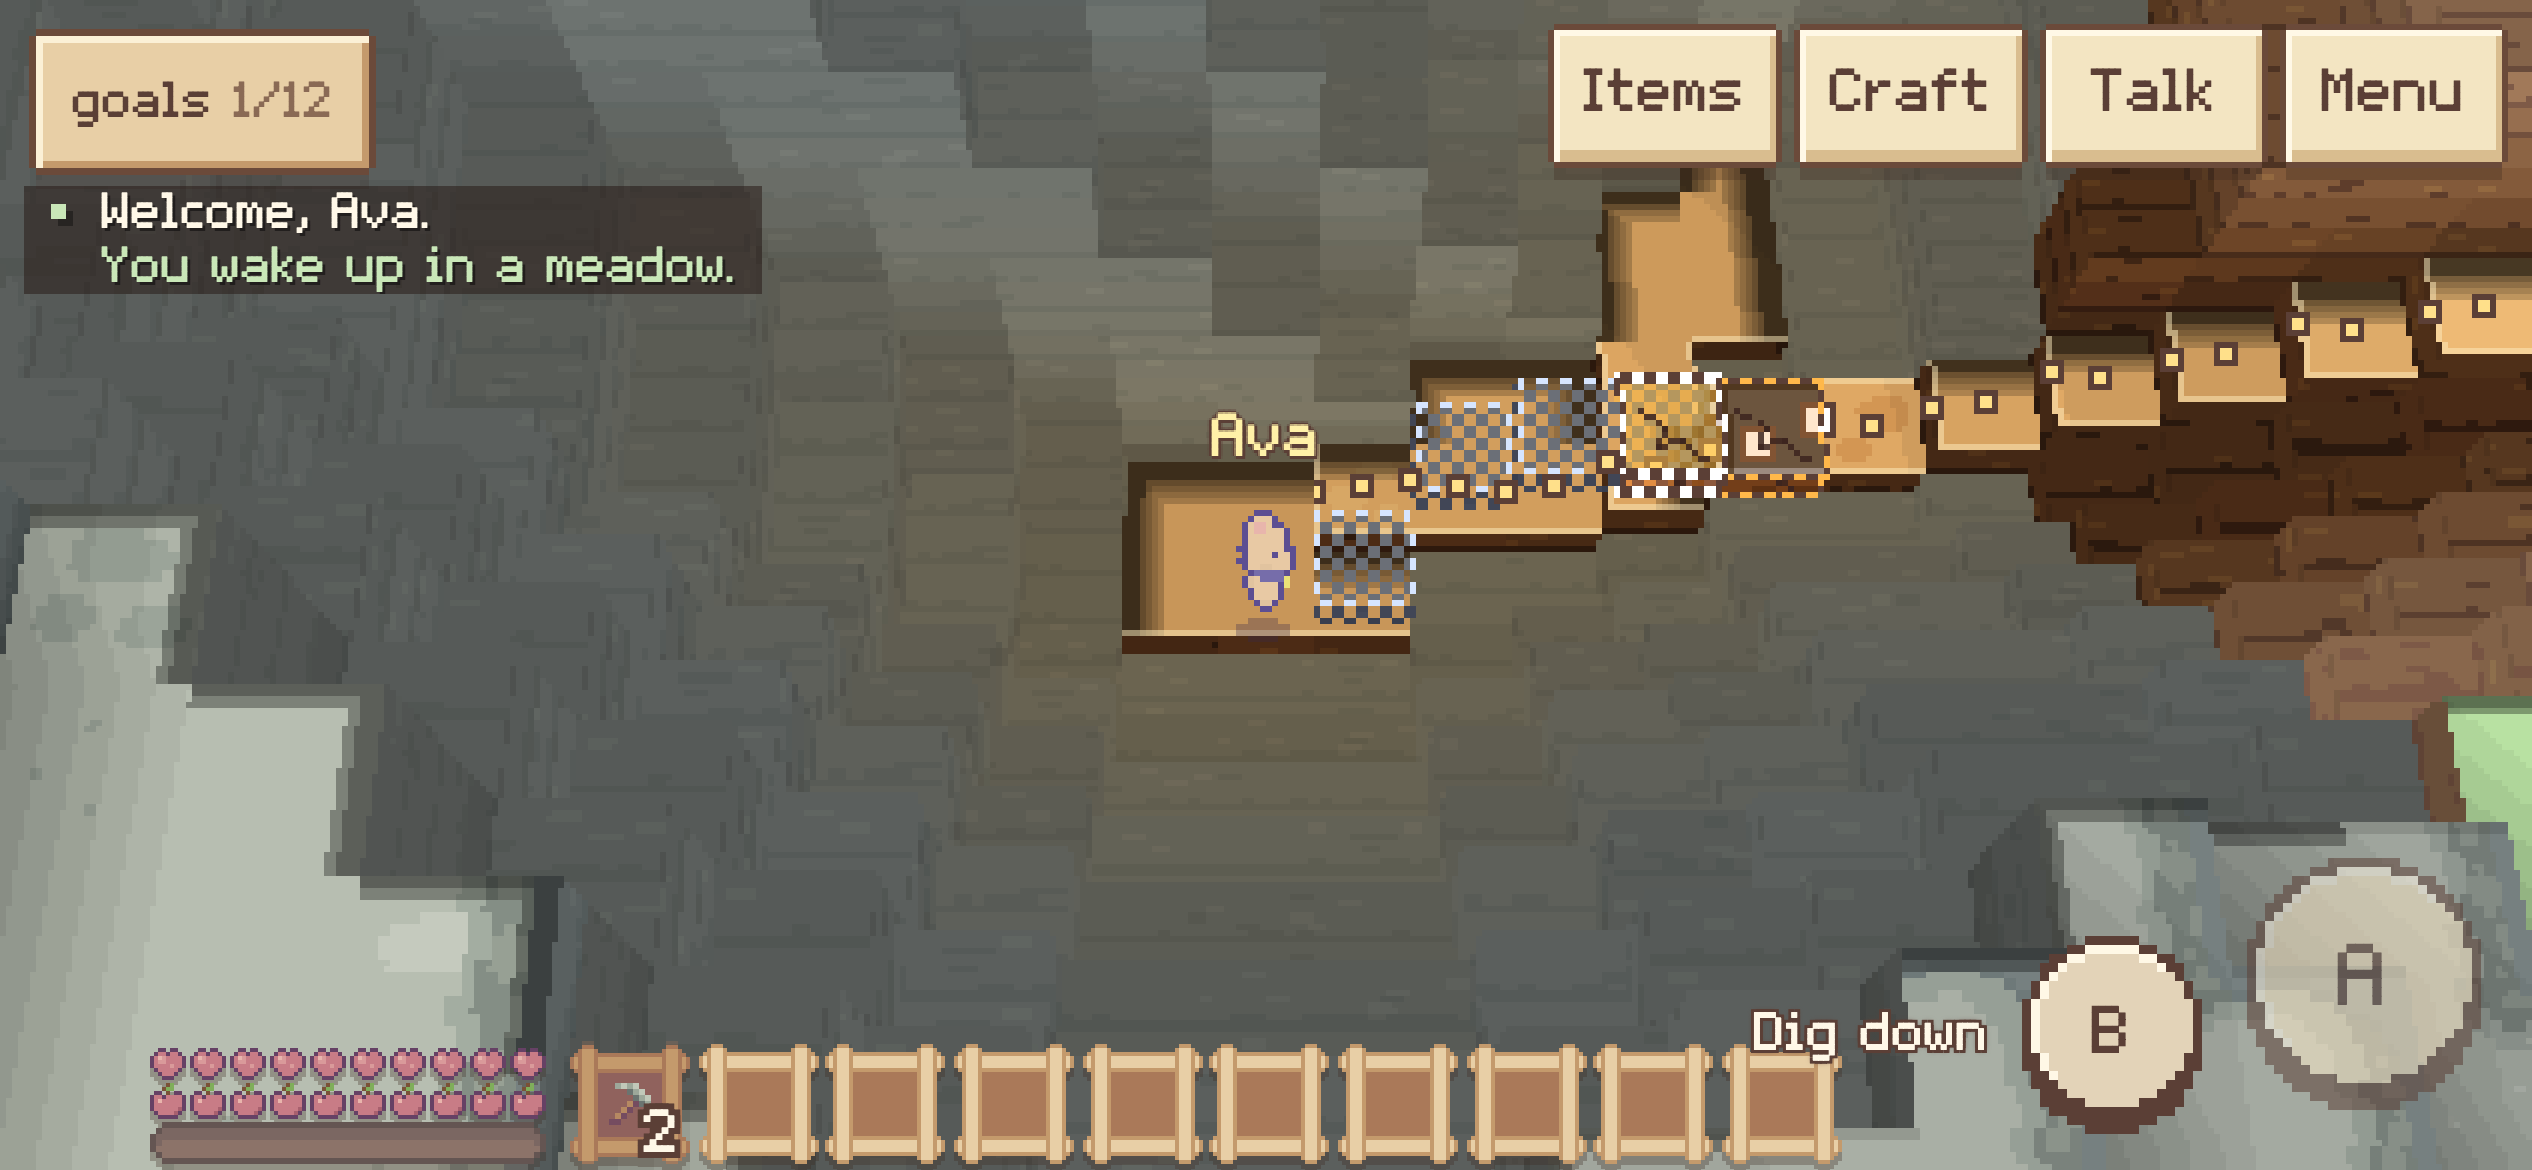 goals 1/12
Items
Craft
Talk
Menu
Welcome, Ava.
You wake up in a meadow.
Ava
Dig down
B
A
2